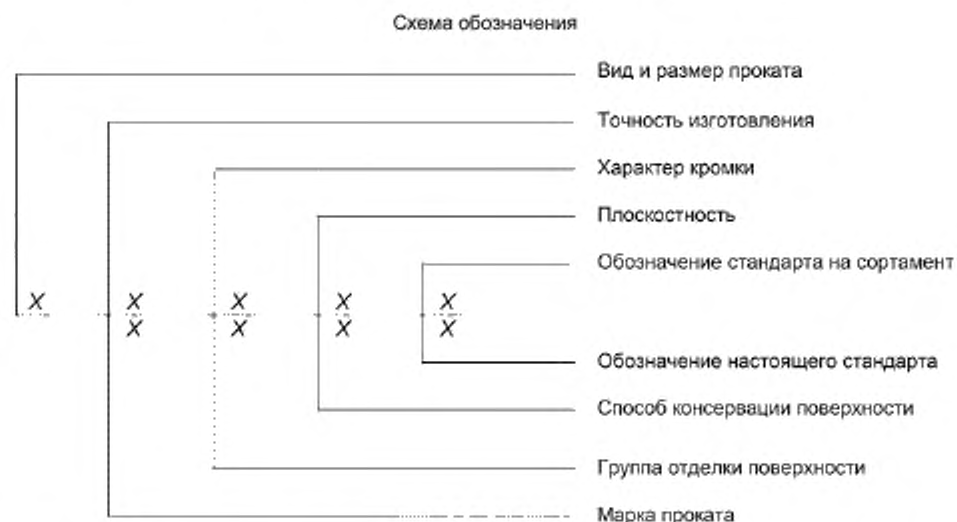 Схема обозначения
Вид и размер проката
Точность изготовления
Характер кромки
Плоскостность
Обозначение стандарта на сортамент
X X X X X
X X X X
Обозначение настоящего стандарта
Способ консервации поверхности
Группа отделки поверхности
Марка проката